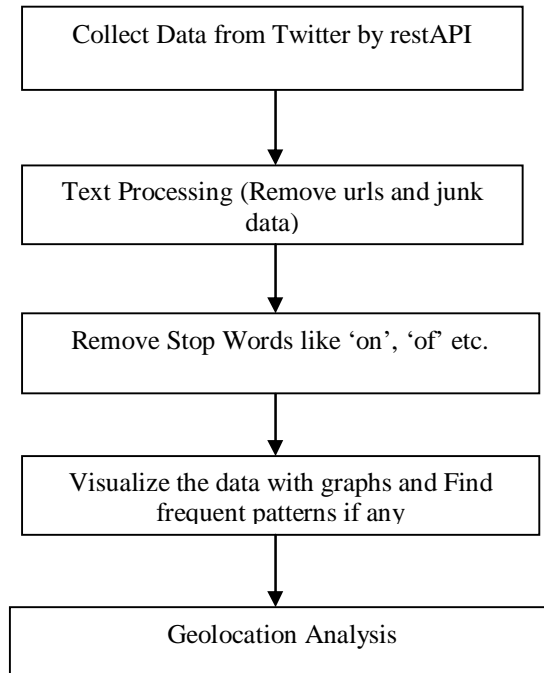 Collect Data from Twitter by restAPI
Text Processing (Remove urls and junk
data)
Remove Stop Words like ‘on’, ‘of’ etc.
Visualize the data with graphs and Find
frequent patterns if any
Geolocation Analysis